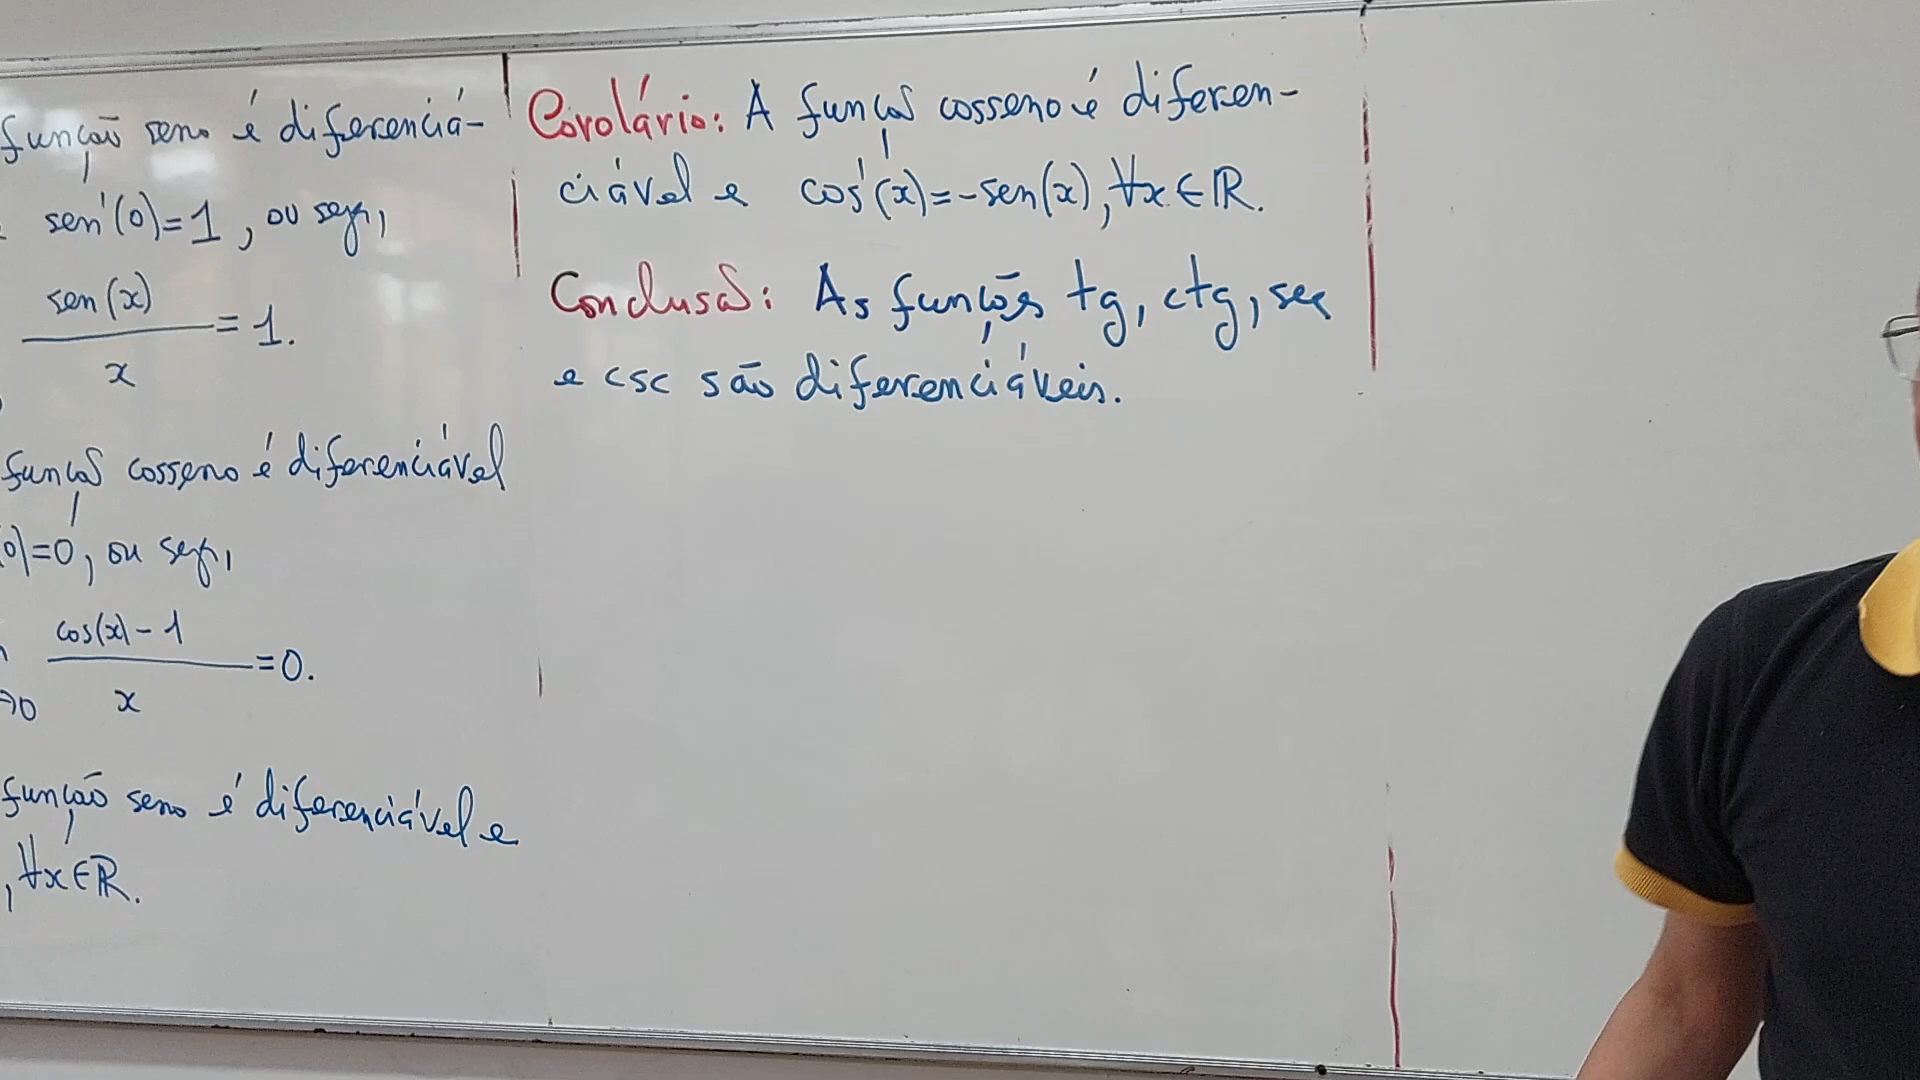 função seno é diferenciá-
sen'(0)=1, ou seja,
sen(x)
= 1.
x
função cosseno é diferenciável
0)=0, ou seja,
cos(x)-1
=0.
→0 x
função seno é diferenciável e
, ∀x∈ℝ.
Corolário: A função cosseno é diferen-
ciável e cos'(x)=-sen(x), ∀x∈ℝ.
Conclusão: As funções tg, ctg, sec
e csc são diferenciáveis.